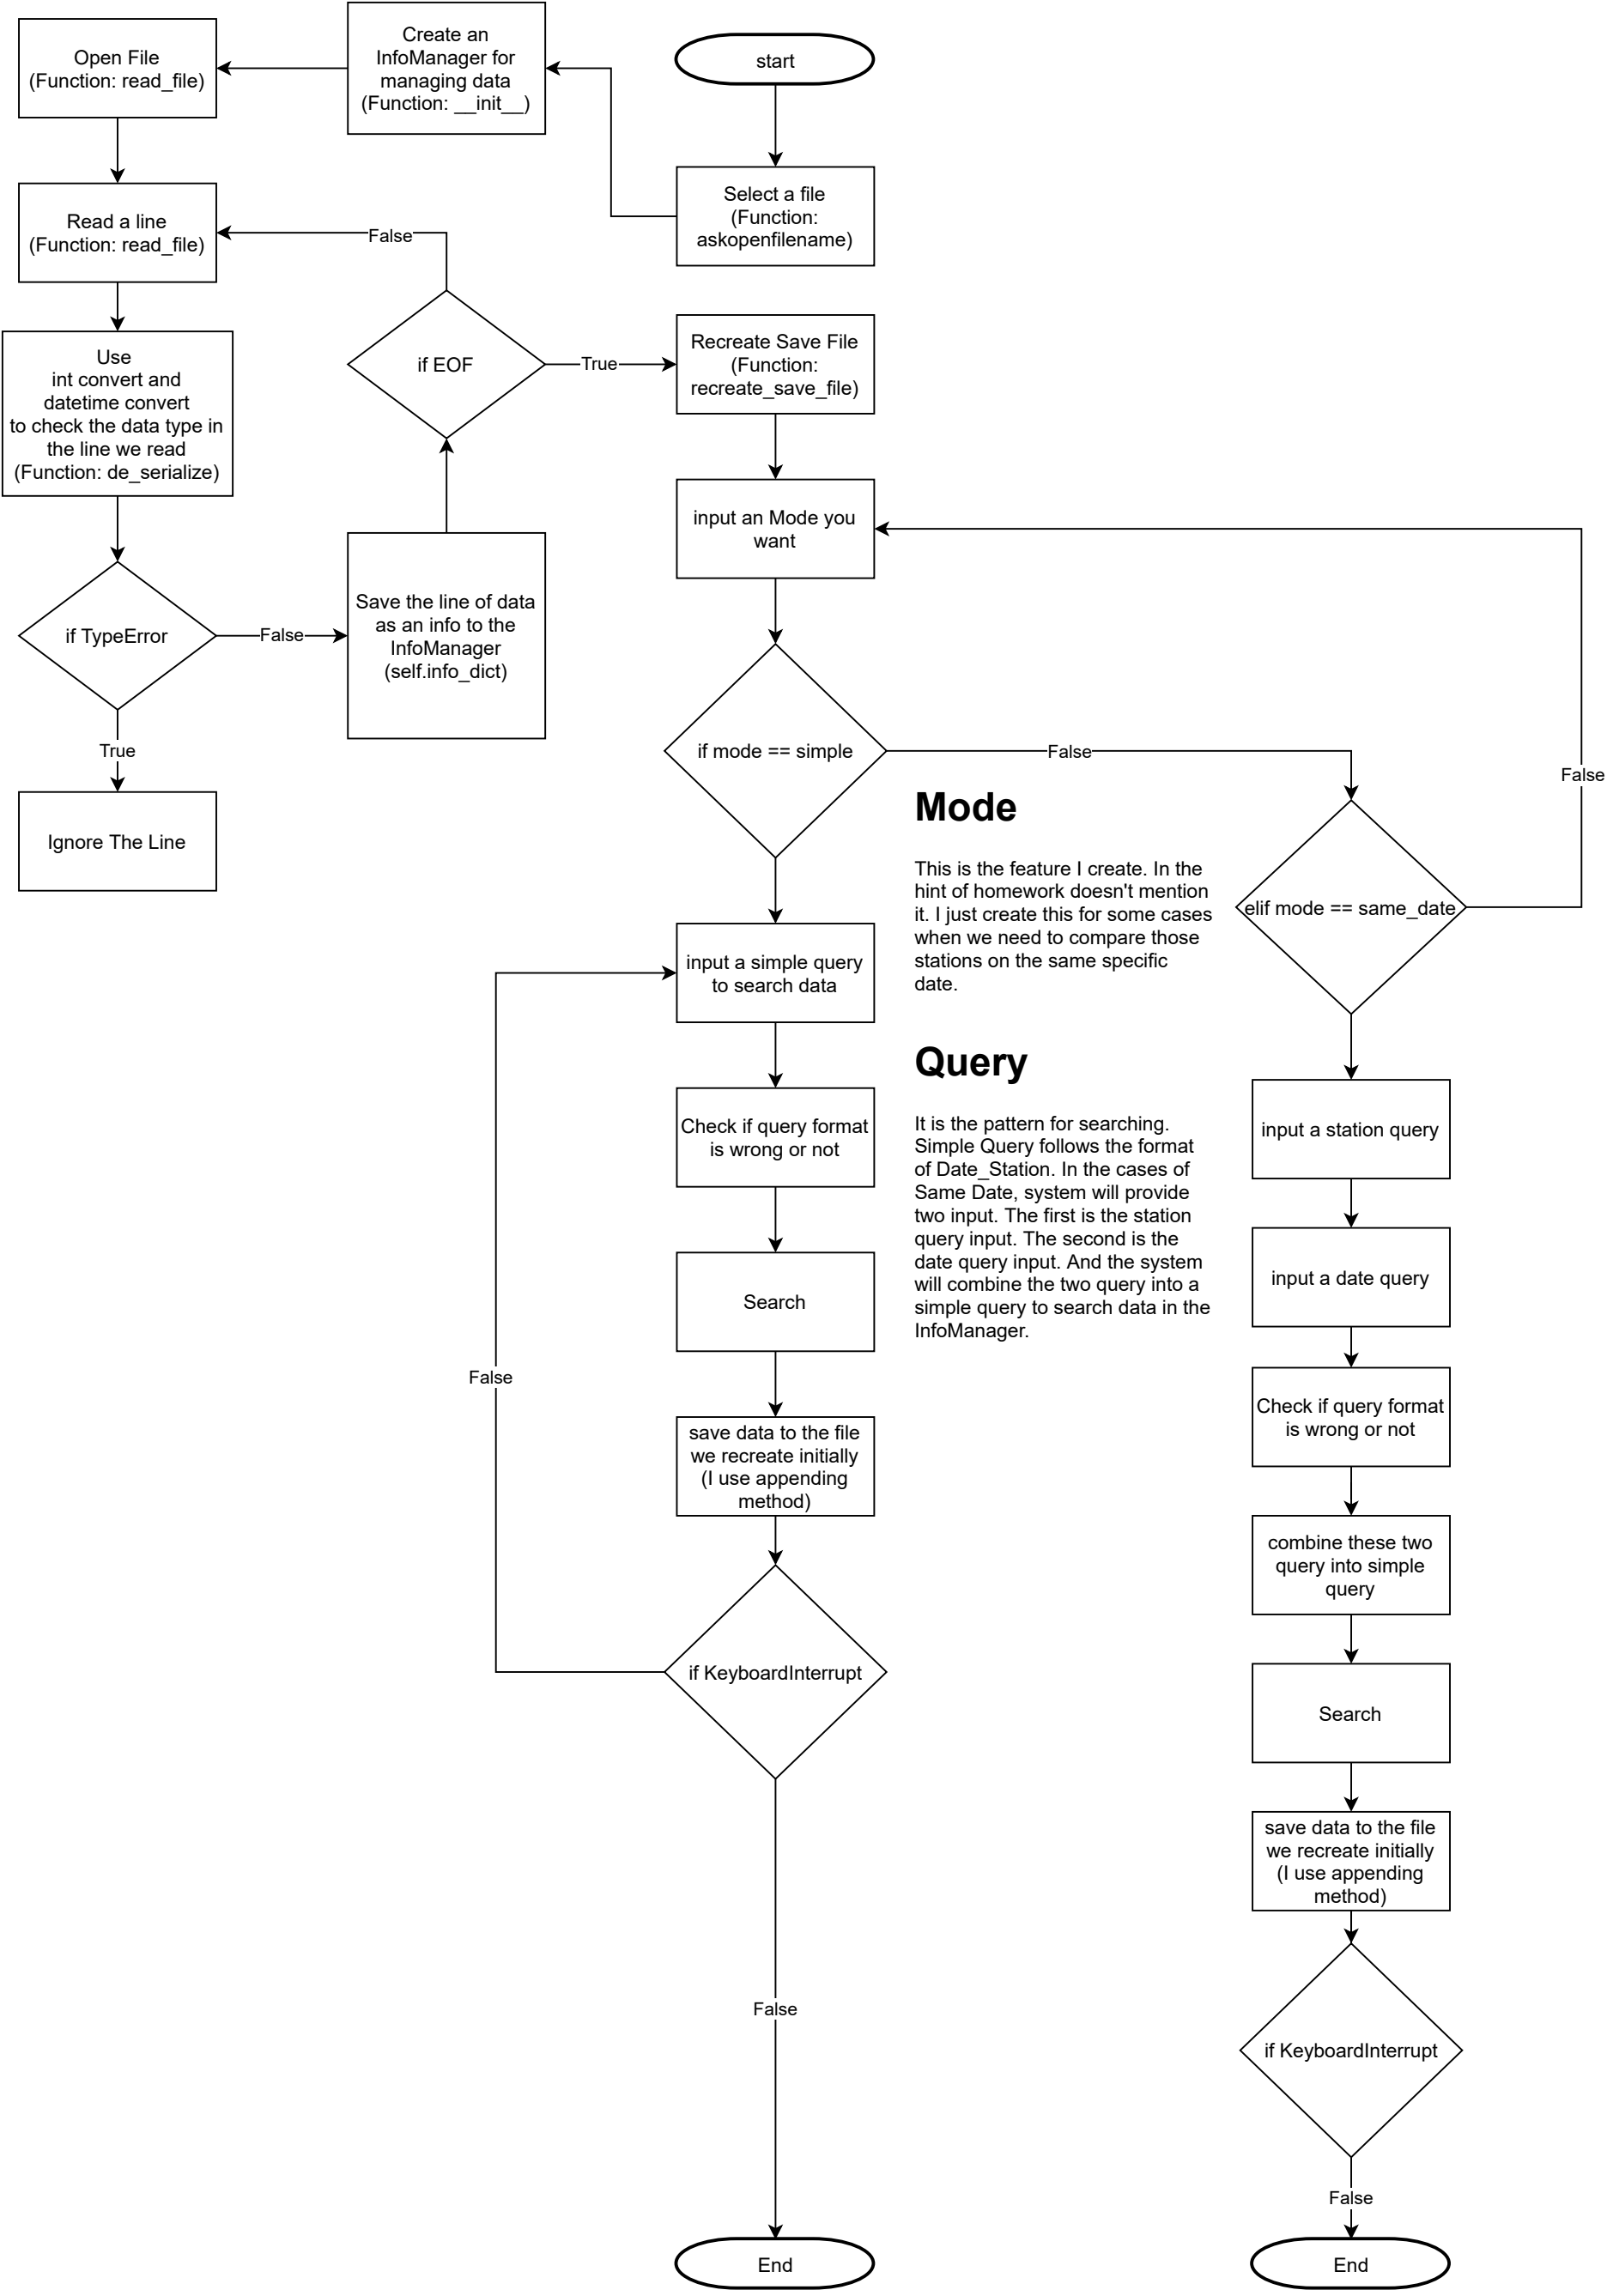 start
Select a file
(Function:
askopenfilename)
Create an
InfoManager for
managing data
(Function: __init__)
Open File
(Function: read_file)
Read a line
(Function: read_file)
Use
int convert and
datetime convert
to check the data type in
the line we read
(Function: de_serialize)
if TypeError
True
Ignore The Line
False
Save the line of data
as an info to the
InfoManager
(self.info_dict)
if EOF
False
True
Recreate Save File
(Function:
recreate_save_file)
input an Mode you
want
if mode == simple
False
elif mode == same_date
False
Mode
This is the feature I create. In the
hint of homework doesn't mention
it. I just create this for some cases
when we need to compare those
stations on the same specific
date.
Query
It is the pattern for searching.
Simple Query follows the format
of Date_Station. In the cases of
Same Date, system will provide
two input. The first is the station
query input. The second is the
date query input. And the system
will combine the two query into a
simple query to search data in the
InfoManager.
input a simple query
to search data
Check if query format
is wrong or not
Search
save data to the file
we recreate initially
(I use appending
method)
if KeyboardInterrupt
False
False
End
input a station query
input a date query
Check if query format
is wrong or not
combine these two
query into simple
query
Search
save data to the file
we recreate initially
(I use appending
method)
if KeyboardInterrupt
False
End